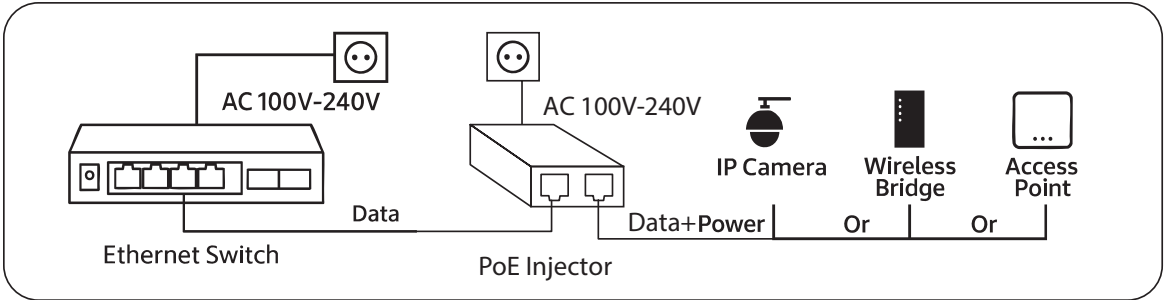 AC 100V-240V
AC 100V-240V
IP Camera
Wireless
Bridge
Access
Point
Data
Data+Power
Or
Or
Ethernet Switch
PoE Injector